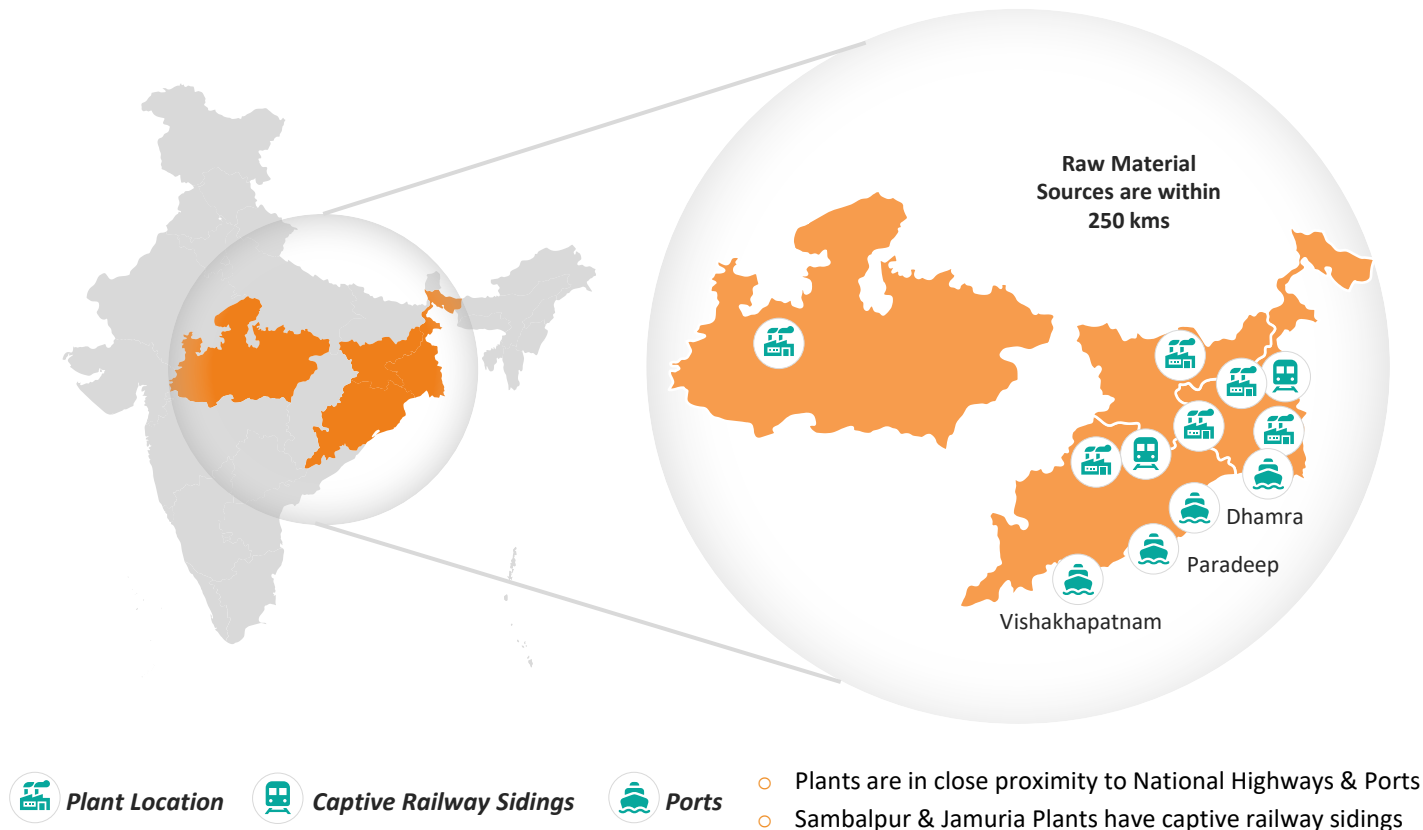 Raw Material
Sources are within
250 kms
Dhamra
Paradeep
Vishakhapatnam
Plant Location
Captive Railway Sidings
Ports
Plants are in close proximity to National Highways & Ports
Sambalpur & Jamuria Plants have captive railway sidings